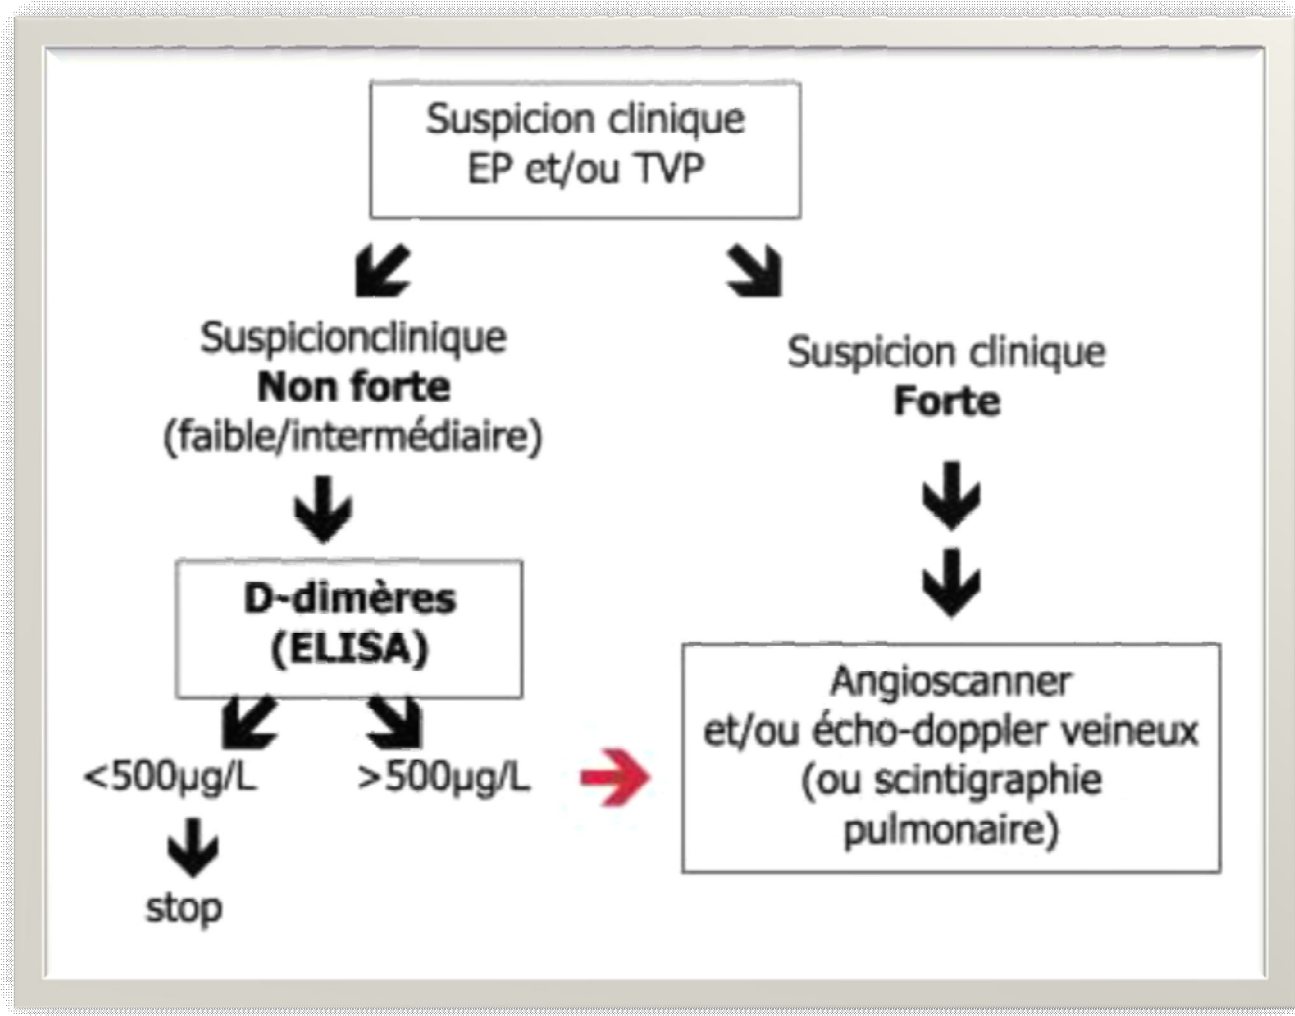 Suspicion clinique
EP et/ou TVP
Suspicionclinique
Non forte
(faible/intermédiaire)
Suspicion clinique
Forte
D-dimères
(ELISA)
<500µg/L
>500µg/L
stop
Angioscanner
et/ou écho-doppler veineux
(ou scintigraphie
pulmonaire)